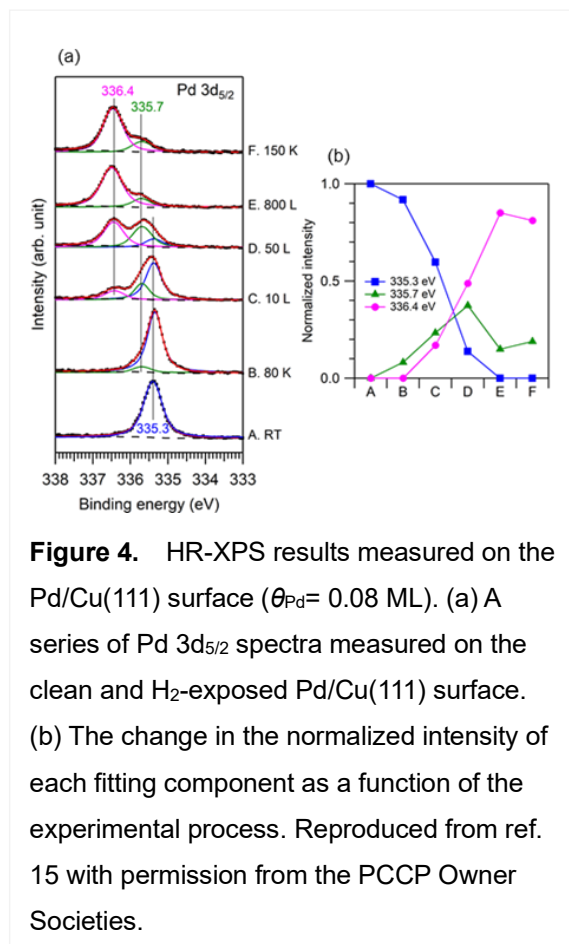 (a)
336.4
335.7
Pd 3d5/2
F. 150 K
E. 800 L
D. 50 L
C. 10 L
B. 80 K
A. RT
335.3
Intensity (arb. unit)
338 337 336 335 334 333
Binding energy (eV)
(b)
1.0
0.5
0.0
Normalized intensity
335.3 eV
335.7 eV
336.4 eV
A B C D E F
Figure 4. HR-XPS results measured on the
Pd/Cu(111) surface (θPd= 0.08 ML). (a) A
series of Pd 3d5/2 spectra measured on the
clean and H2-exposed Pd/Cu(111) surface.
(b) The change in the normalized intensity of
each fitting component as a function of the
experimental process. Reproduced from ref.
15 with permission from the PCCP Owner
Societies.